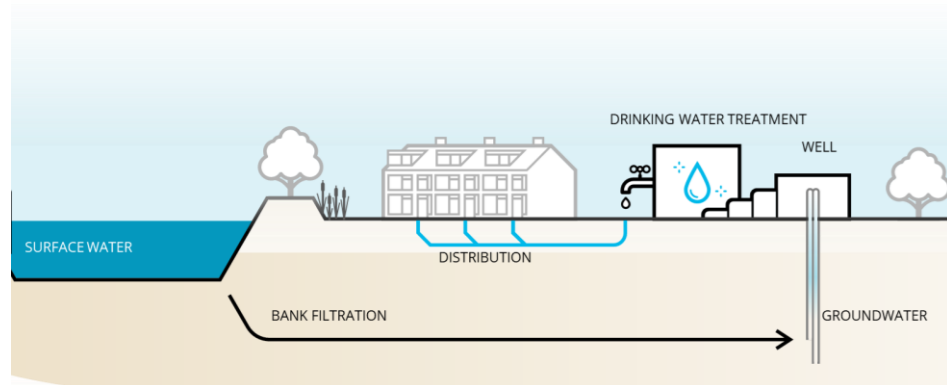 DRINKING WATER TREATMENT
WELL
SURFACE WATER
DISTRIBUTION
BANK FILTRATION
GROUNDWATER